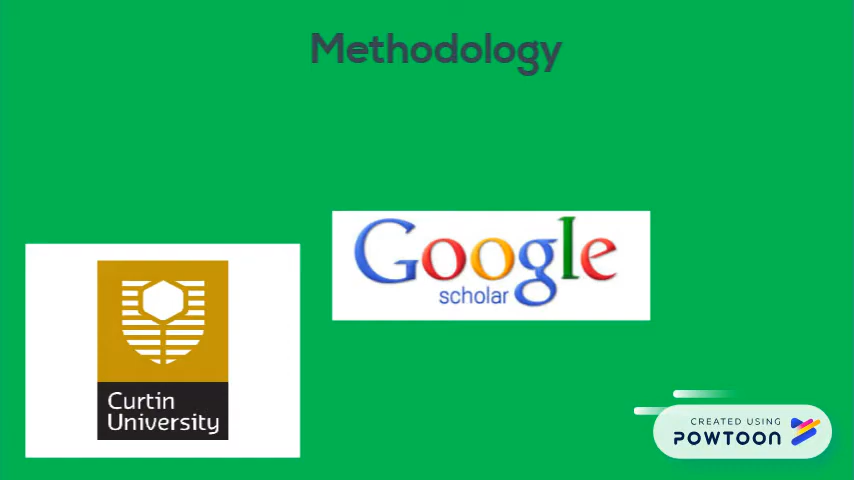 Methodology
Google
scholar
Curtin
University
CREATED USING
POWTOON